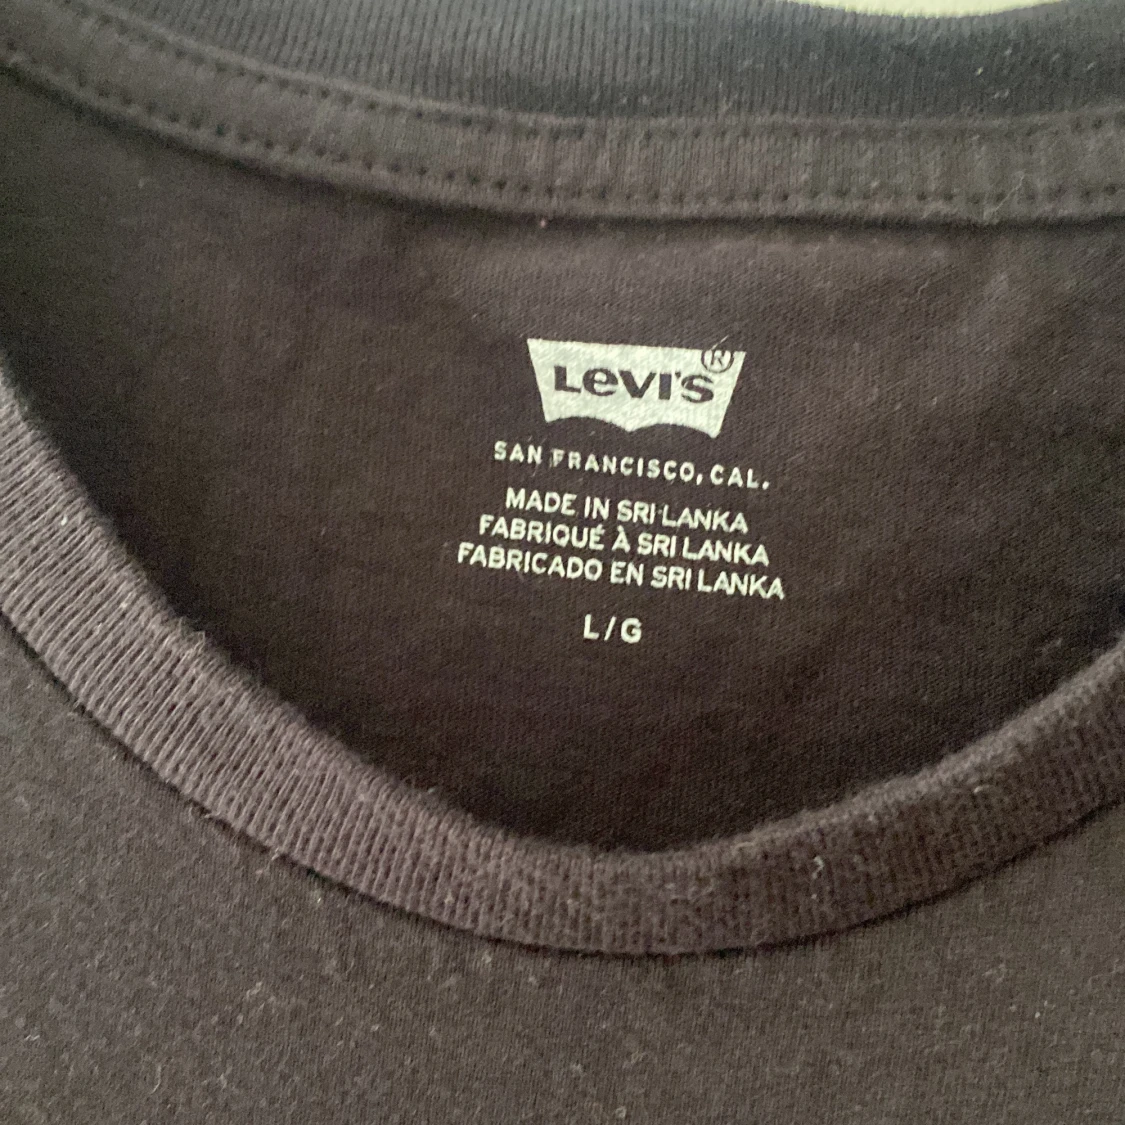 LEVI'S®
SAN FRANCISCO, CAL.
MADE IN SRI LANKA
FABRIQUÉ À SRI LANKA
FABRICADO EN SRI LANKA
L/G